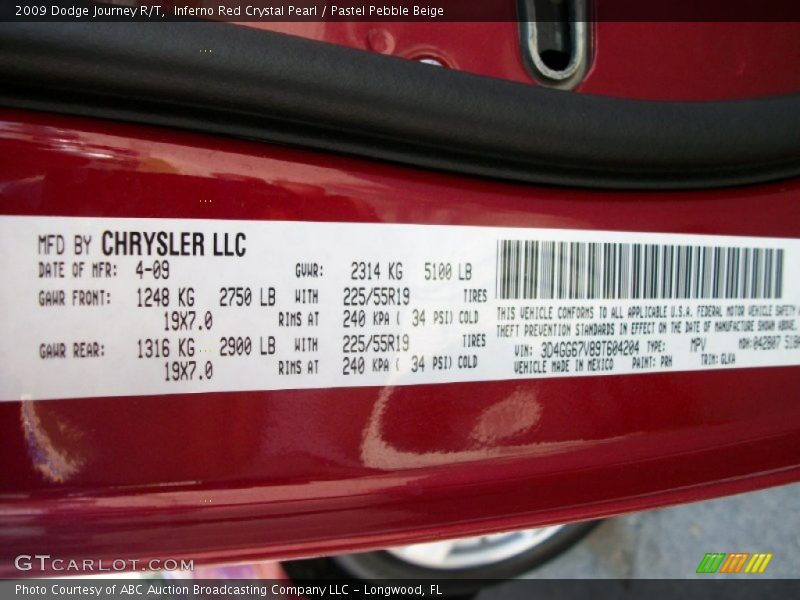 2009 Dodge Journey R/T, Inferno Red Crystal Pearl / Pastel Pebble Beige
MFD BY CHRYSLER LLC
DATE OF MFR: 4-09 GVWR: 2314 KG 5100 LB
GAWR FRONT: 1248 KG 2750 LB WITH 225/55R19 TIRES
19X7.0 RIMS AT 240 KPA ( 34 PSI) COLD
GAWR REAR: 1316 KG 2900 LB WITH 225/55R19 TIRES
19X7.0 RIMS AT 240 KPA ( 34 PSI) COLD
THIS VEHICLE CONFORMS TO ALL APPLICABLE U.S.A. FEDERAL MOTOR VEHICLE SAFETY
THEFT PREVENTION STANDARDS IN EFFECT ON THE DATE OF MANUFACTURE SHOWN ABOVE.
VIN: 3D4GG67V89T604204 TYPE: MPV MDH: 042807
VEHICLE MADE IN MEXICO PAINT: PRH TRIM: GLKA
GTCARLOT.COM
Photo Courtesy of ABC Auction Broadcasting Company LLC - Longwood, FL